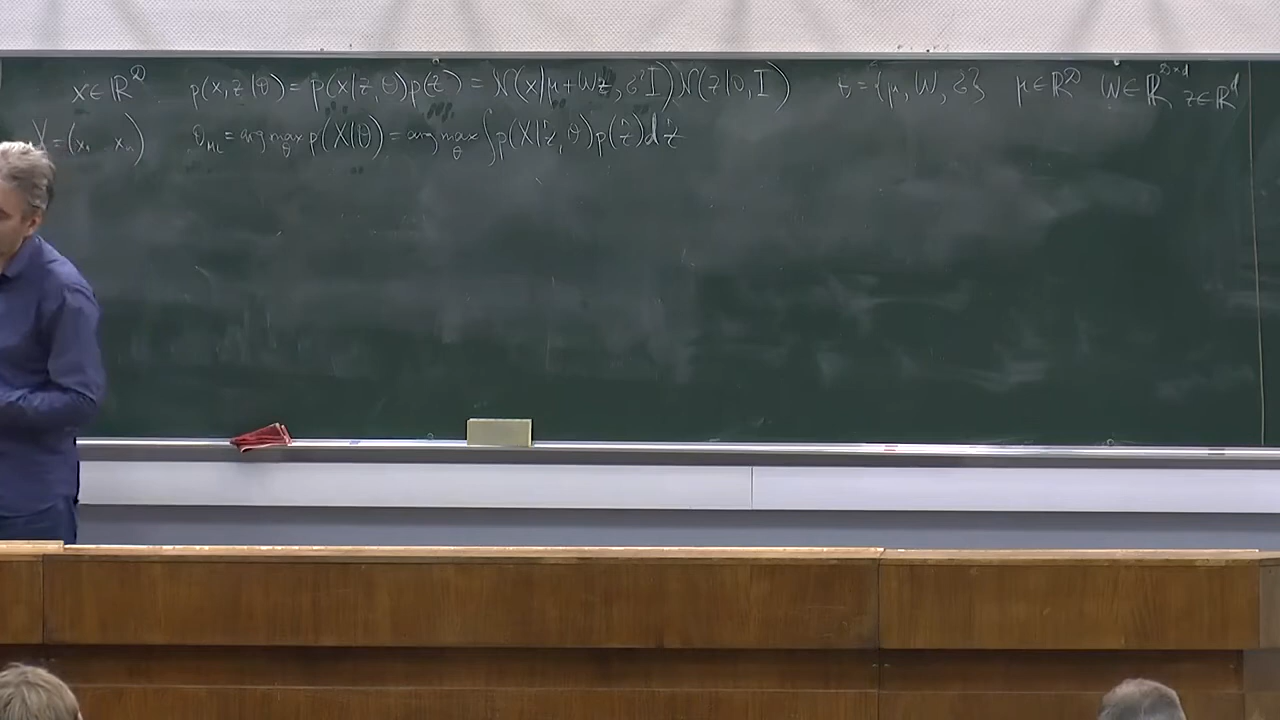 x ∈ ℝ^D   p(x, z | θ) = p(x | z, θ) p(z) = N(x | μ + Wz, σ²I) N(z | 0, I)   θ = {μ, W, σ}   μ ∈ ℝ^D   W ∈ ℝ^{D×d}   z ∈ ℝ^d
X = (x₁ .. xₙ)   θ_ML = arg max_θ p(X | θ) = arg max_θ ∫ p(X | Z, θ) p(Z) dZ